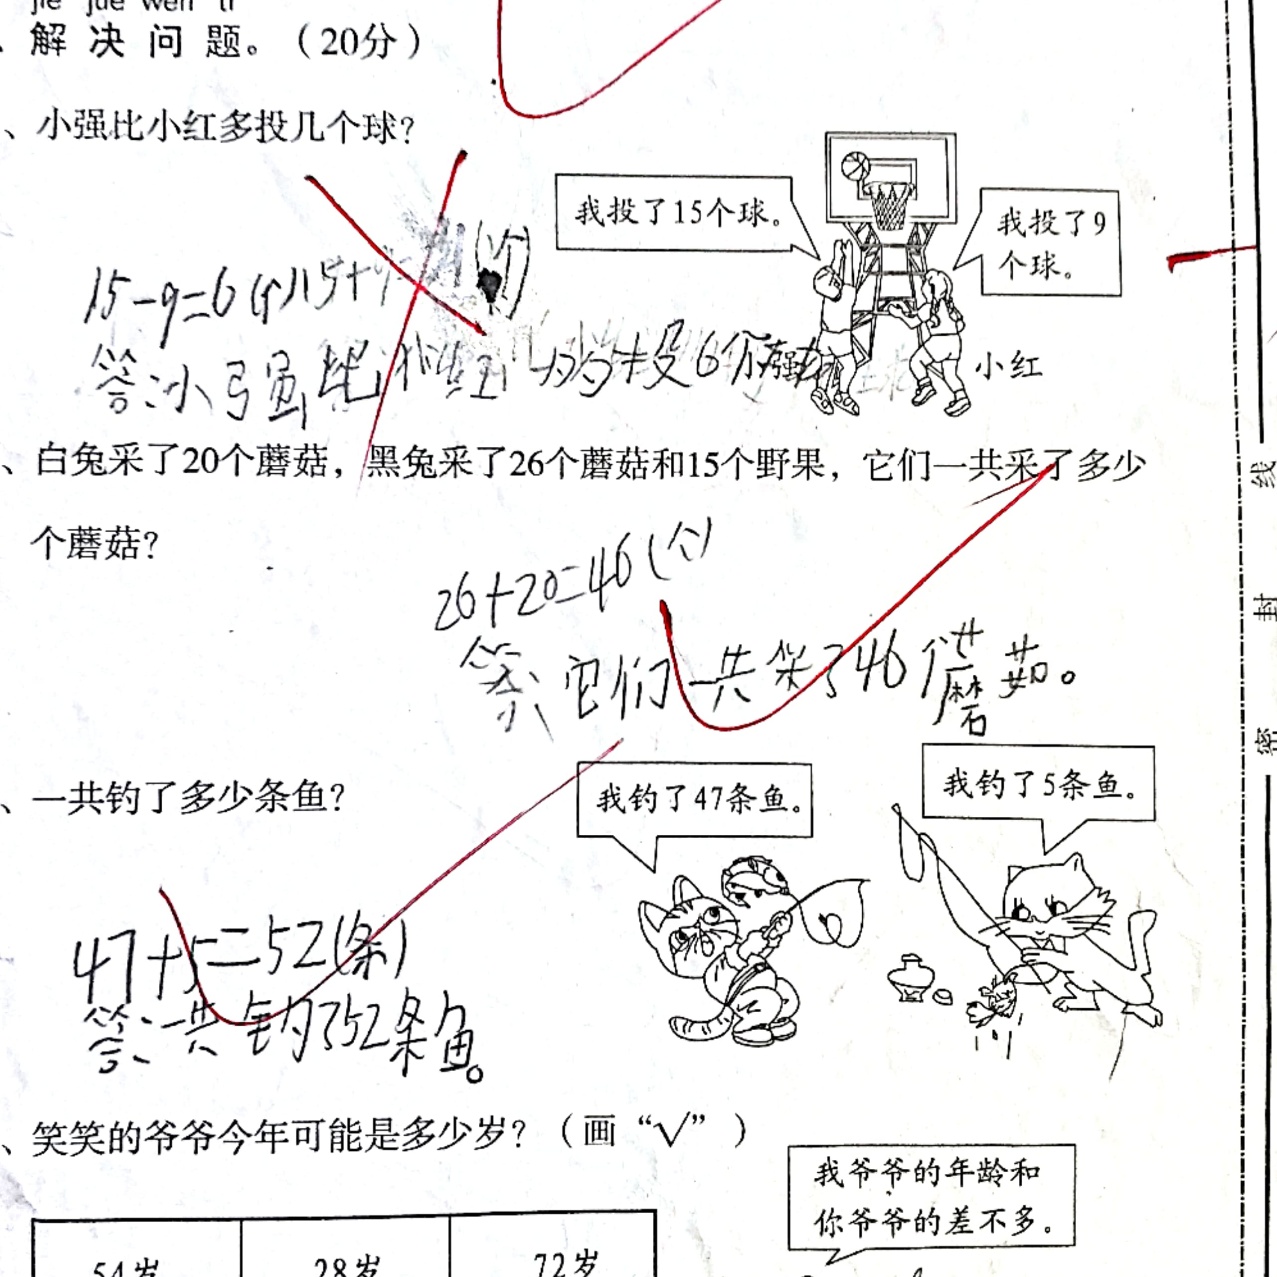 jie jue wen ti
解决问题。(20分)
、小强比小红多投几个球?
我投了15个球。
我投了9
个球。
15-9=6(个)15+9=
答:小强比小红 多投6个球
小红
、白兔采了20个蘑菇，黑兔采了26个蘑菇和15个野果，它们一共采了多少
个蘑菇?
26+20=46(个)
答:它们一共采了46个蘑菇。
、一共钓了多少条鱼?
我钓了47条鱼。
我钓了5条鱼。
47+5=52(条)
答:一共钓了52条鱼。
、笑笑的爷爷今年可能是多少岁?(画“√”)
我爷爷的年龄和
你爷爷的差不多。
54岁 28岁 72岁
线
封
密